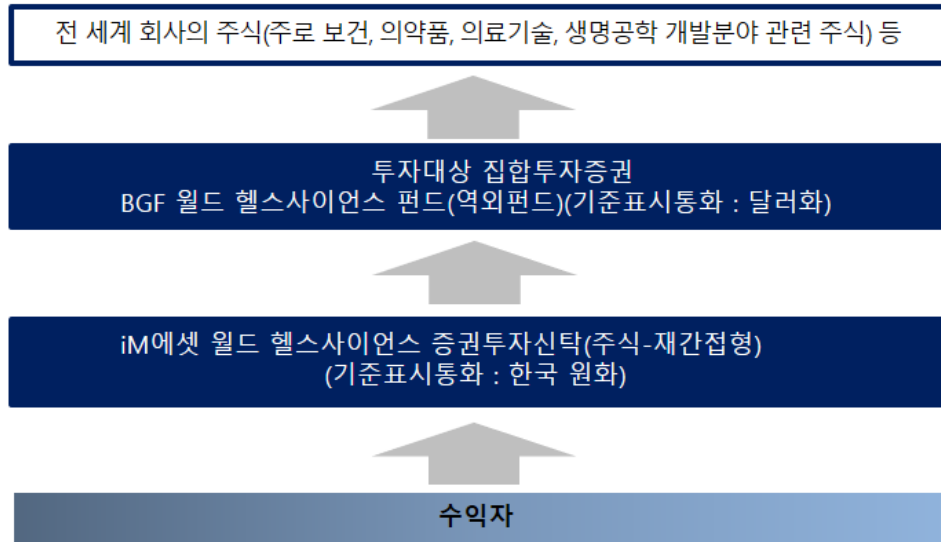 전 세계 회사의 주식(주로 보건, 의약품, 의료기술, 생명공학 개발분야 관련 주식) 등
투자대상 집합투자증권
BGF 월드 헬스사이언스 펀드(역외펀드)(기준표시통화 : 달러화)
iM에셋 월드 헬스사이언스 증권투자신탁(주식-재간접형)
(기준표시통화 : 한국 원화)
수익자